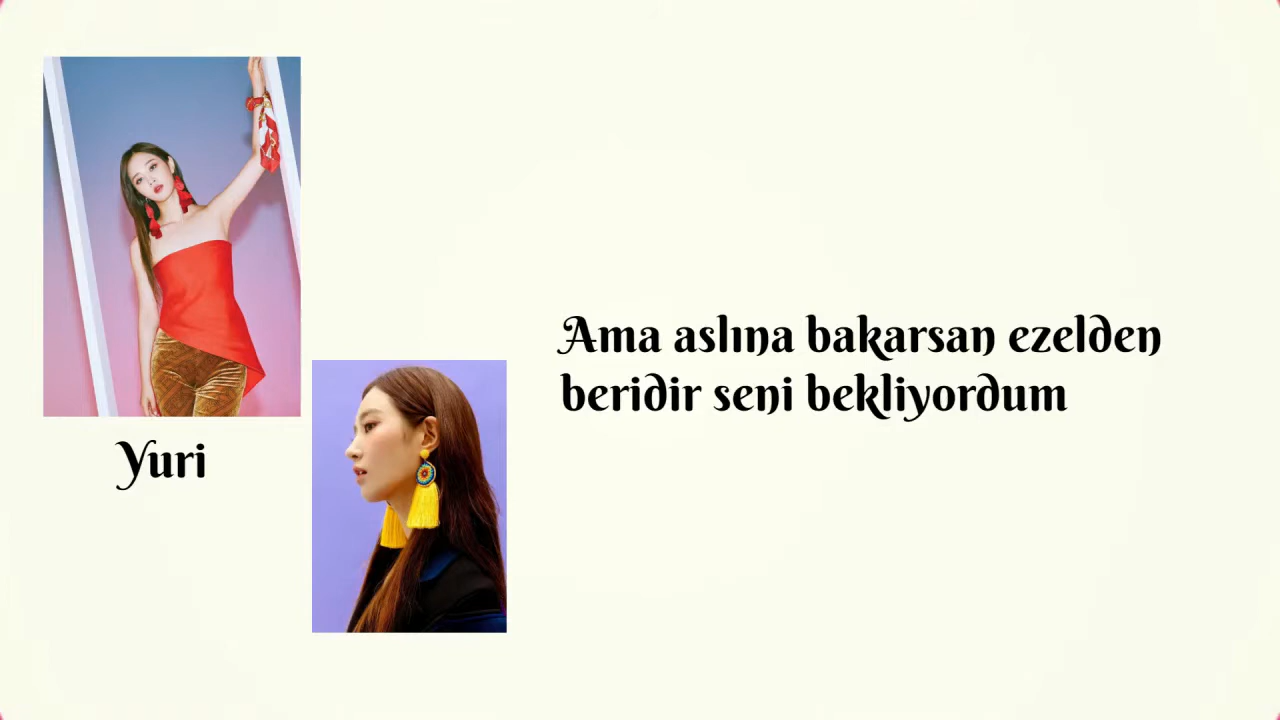 Ama aslına bakarsan ezelden
beridir seni bekliyordum
Yuri